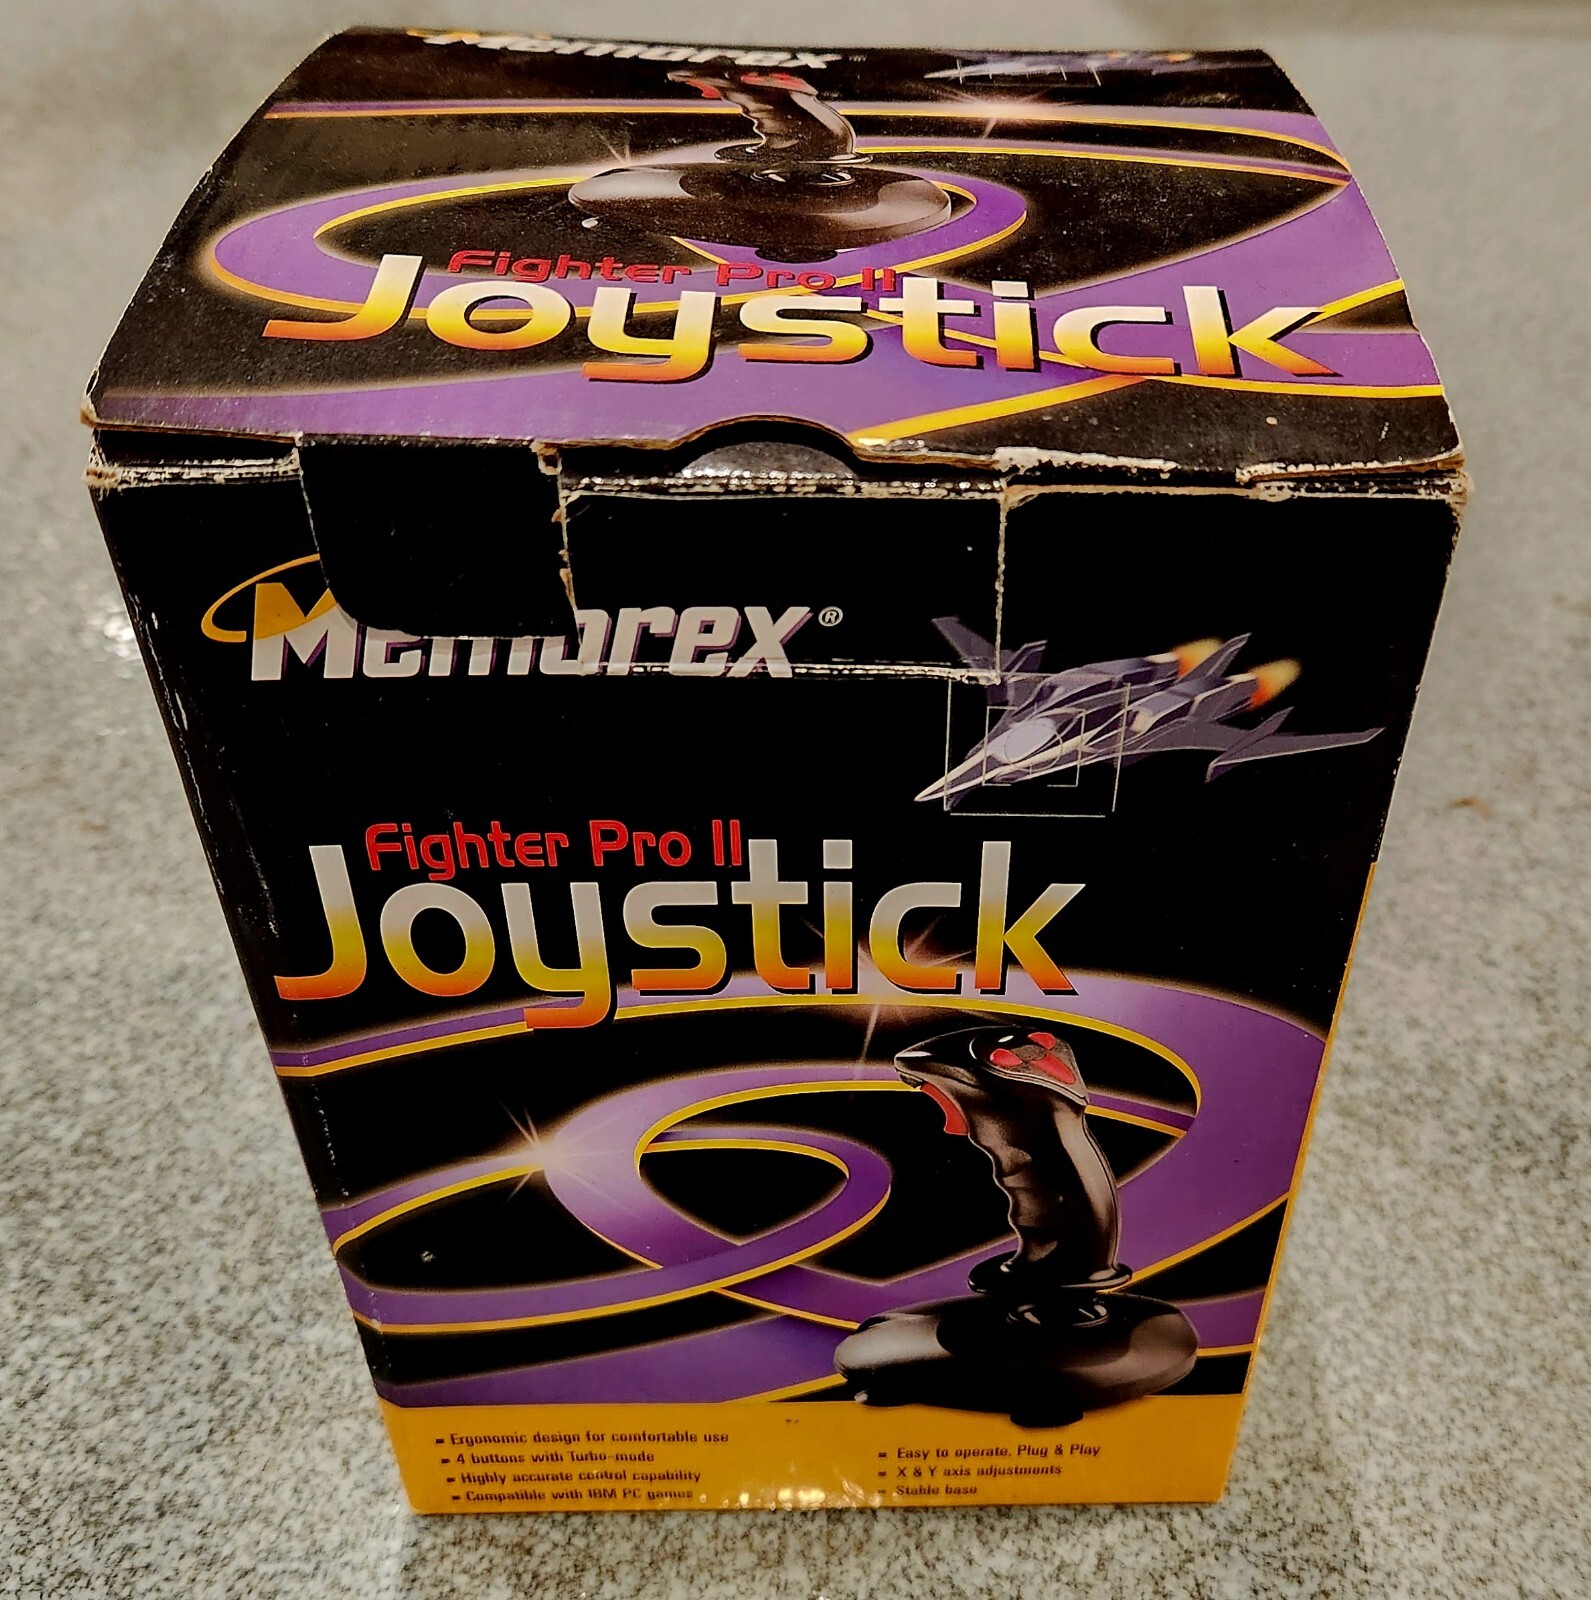 Memorex
Fighter Pro II
Joystick
Memorex®
Fighter Pro II
Joystick
- Ergonomic design for comfortable use
- 4 buttons with Turbo-mode
- Highly accurate control capability
- Compatible with IBM PC games
- Easy to operate. Plug & Play
- X & Y axis adjustments
- Stable base